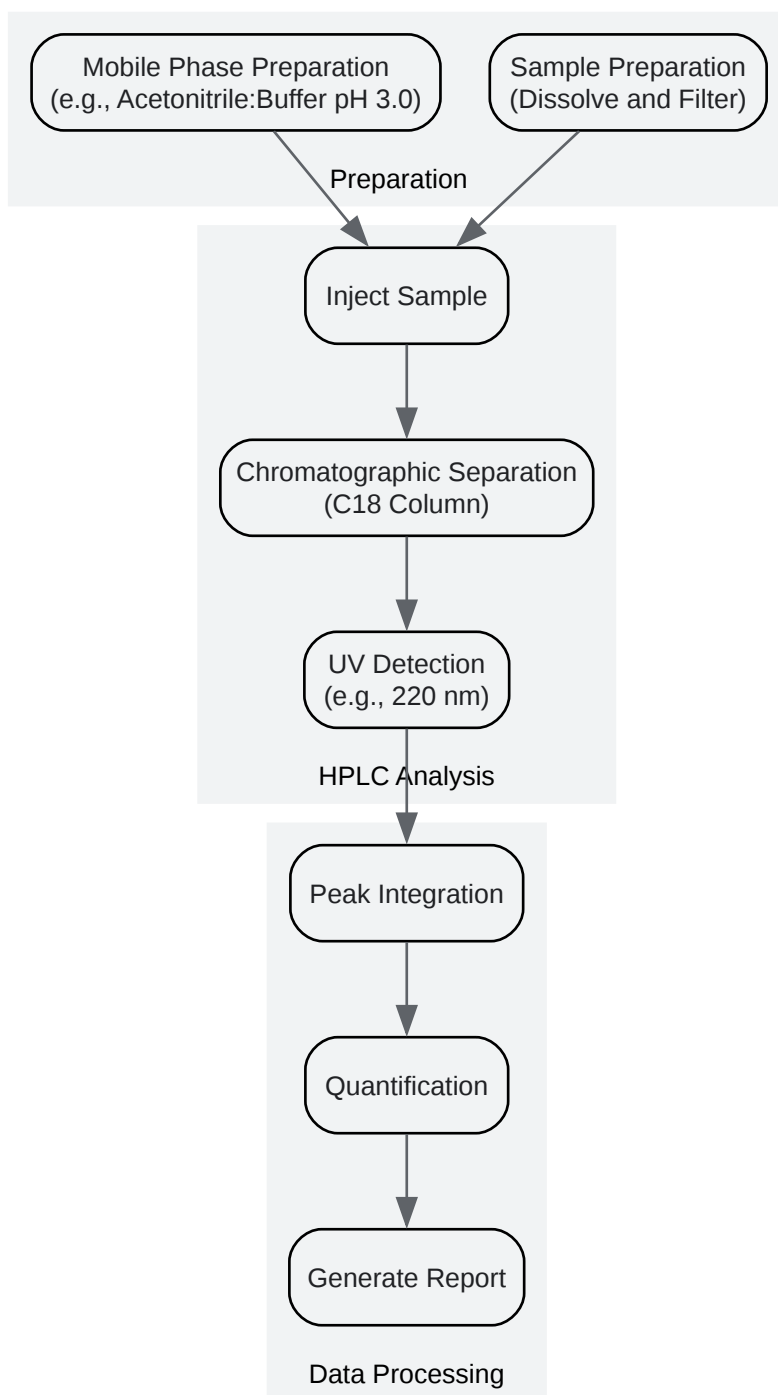 Mobile Phase Preparation
(e.g., Acetonitrile:Buffer pH 3.0)
Sample Preparation
(Dissolve and Filter)
Preparation
Inject Sample
Chromatographic Separation
(C18 Column)
UV Detection
(e.g., 220 nm)
HPLC Analysis
Peak Integration
Quantification
Generate Report
Data Processing